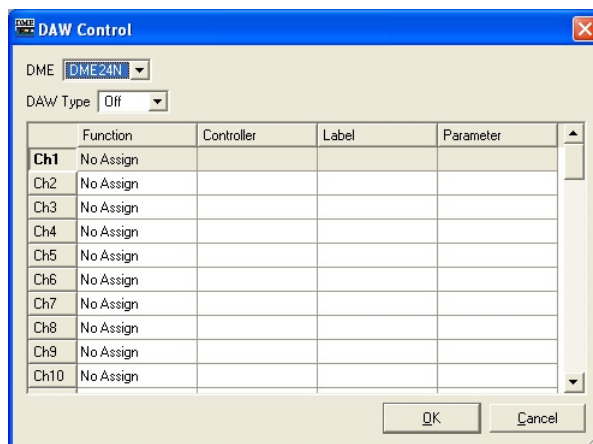 DME DAW Control
DME DME24N
DAW Type Off
Function Controller Label Parameter
Ch1 No Assign
Ch2 No Assign
Ch3 No Assign
Ch4 No Assign
Ch5 No Assign
Ch6 No Assign
Ch7 No Assign
Ch8 No Assign
Ch9 No Assign
Ch10 No Assign
OK Cancel